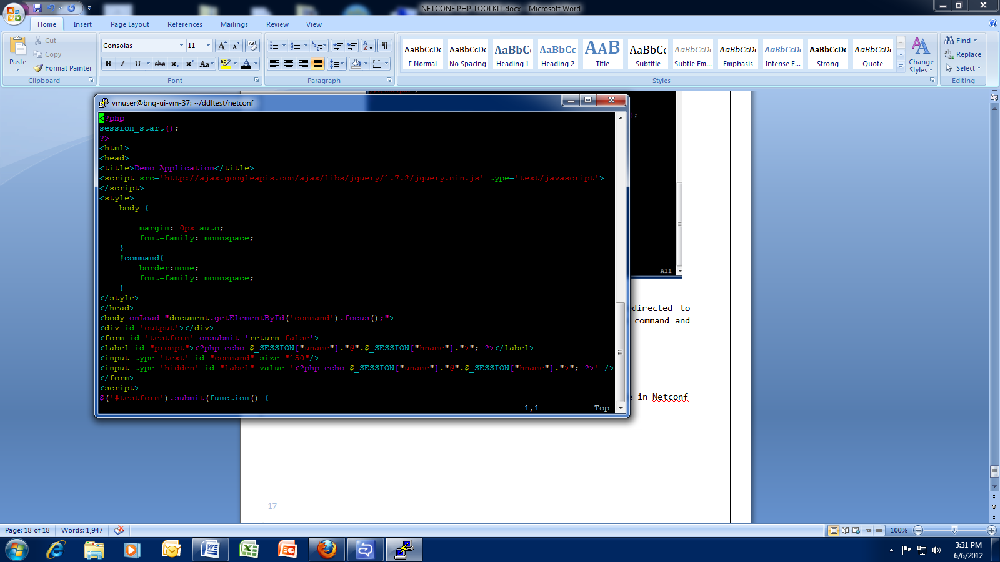 NETCONF PHP TOOLKIT.docx - Microsoft Word
Home Insert Page Layout References Mailings Review View
Paste
Cut
Copy
Format Painter
Clipboard
Consolas 11
B I U abc x₂ x² Aa ab A
Font
Paragraph
AaBbCcDc AaBbCcDc AaBbCc AaBbCc AaB AaBbCc AaBbCcDc AaBbCcDc AaBbCcDc AaBbCcDc AaBbCcDc
¶ Normal No Spacing Heading 1 Heading 2 Title Subtitle Subtle Em... Emphasis Intense E... Strong Quote
Change Styles
Styles
Find
Replace
Select
Editing
vmuser@bng-ui-vm-37: ~/ddltest/netconf
<?php
session_start();
?>
<html>
<head>
<title>Demo Application</title>
<script src='http://ajax.googleapis.com/ajax/libs/jquery/1.7.2/jquery.min.js' type='text/javascript'>
</script>
<style>
body {
margin: 0px auto;
font-family: monospace;
}
#command{
border:none;
font-family: monospace;
}
</style>
</head>
<body onLoad="document.getElementById('command').focus();">
<div id='output'></div>
<form id='testform' onsubmit='return false'>
<label id="prompt"><?php echo $_SESSION["uname"]."@".$_SESSION["hname"].">"; ?></label>
<input type='text' id="command" size="150"/>
<input type='hidden' id="label" value='<?php echo $_SESSION["uname"]."@".$_SESSION["hname"].">"; ?>' />
</form>
<script>
$('#testform').submit(function() {
1,1 Top
);
All
edirected to
command and
e in Netconf
17
Page: 18 of 18 Words: 1,947
100%
3:31 PM
6/6/2012